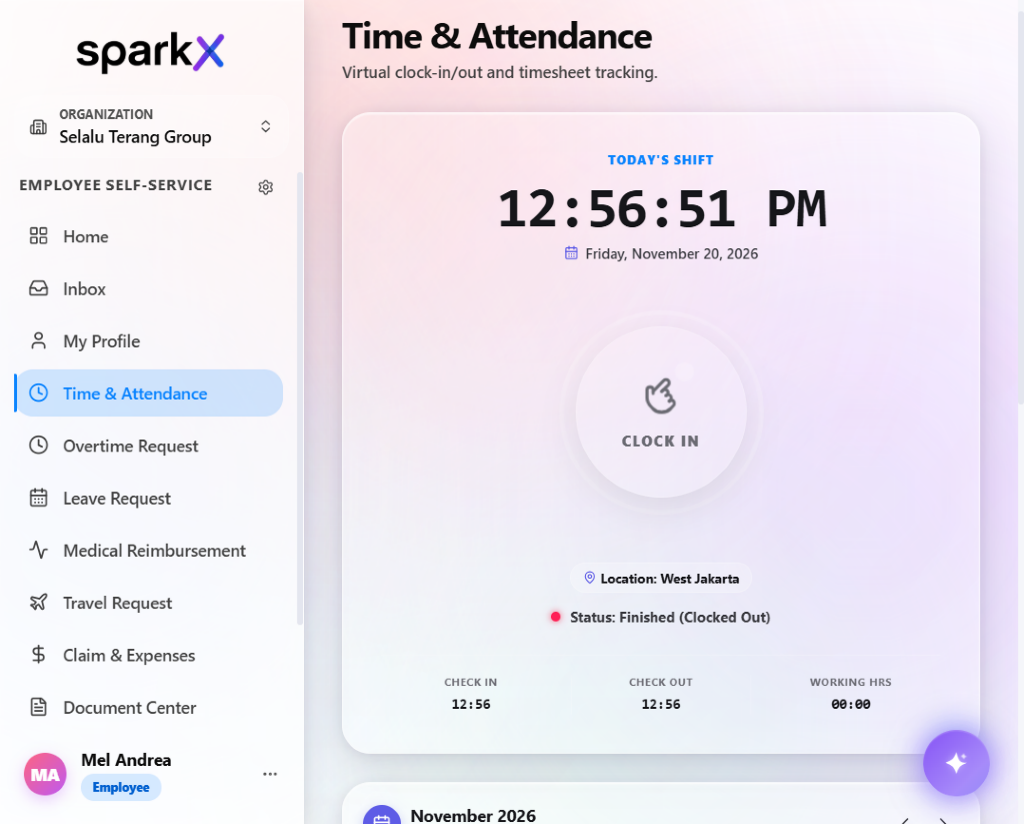 sparkX
ORGANIZATION
Selalu Terang Group
EMPLOYEE SELF-SERVICE
Home
Inbox
My Profile
Time & Attendance
Overtime Request
Leave Request
Medical Reimbursement
Travel Request
Claim & Expenses
Document Center
MA
Mel Andrea
Employee
Time & Attendance
Virtual clock-in/out and timesheet tracking.
TODAY'S SHIFT
12:56:51 PM
Friday, November 20, 2026
CLOCK IN
Location: West Jakarta
Status: Finished (Clocked Out)
CHECK IN
12:56
CHECK OUT
12:56
WORKING HRS
00:00
November 2026